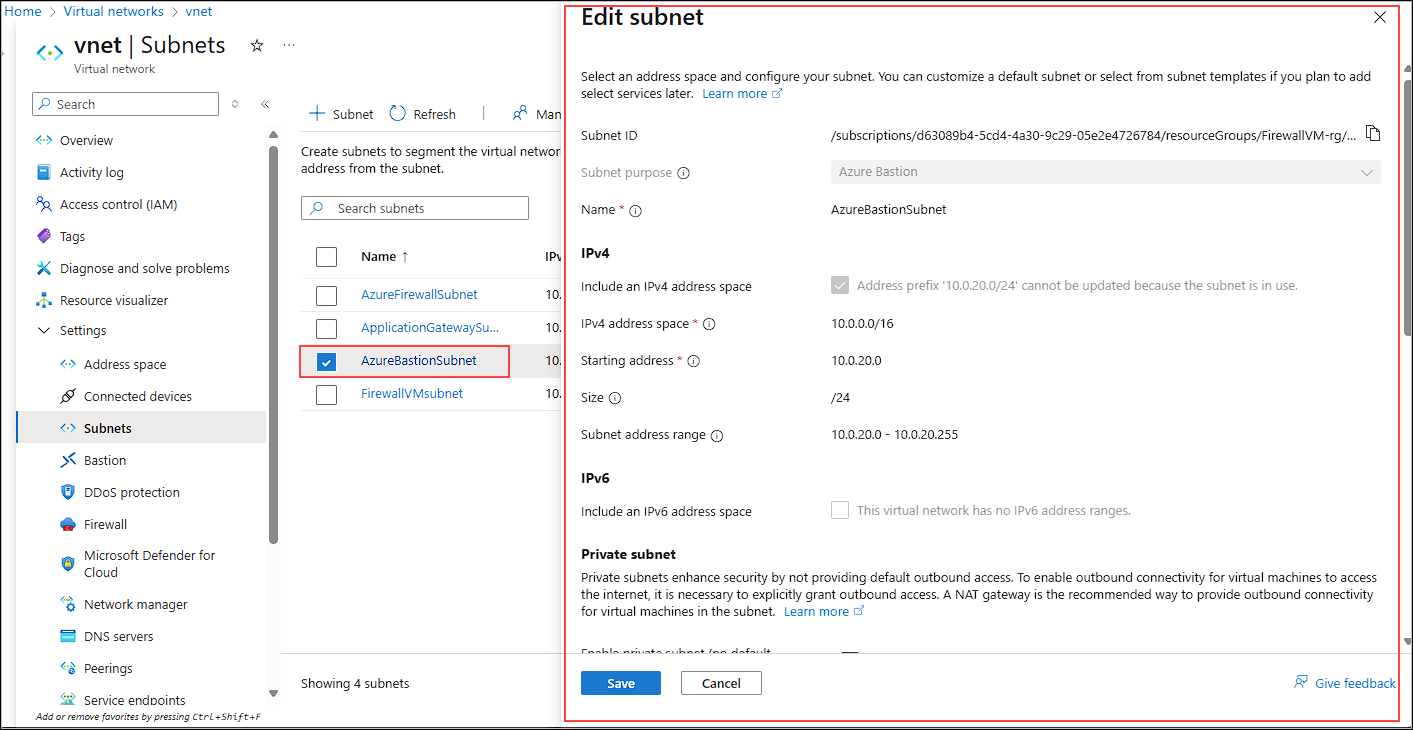 Home > Virtual networks > vnet
vnet | Subnets
Virtual network
Search
Overview
Activity log
Access control (IAM)
Tags
Diagnose and solve problems
Resource visualizer
Settings
Address space
Connected devices
Subnets
Bastion
DDoS protection
Firewall
Microsoft Defender for
Cloud
Network manager
DNS servers
Peerings
Service endpoints
Add or remove favorites by pressing Ctrl+Shift+F
Subnet Refresh Man
Create subnets to segment the virtual networ
address from the subnet.
Search subnets
Name ↑ IPv
AzureFirewallSubnet 10.
ApplicationGatewaySu... 10.
AzureBastionSubnet 10.
FirewallVMsubnet 10.
Showing 4 subnets
Edit subnet
Select an address space and configure your subnet. You can customize a default subnet or select from subnet templates if you plan to add
select services later. Learn more
Subnet ID /subscriptions/d63089b4-5cd4-4a30-9c29-05e2e4726784/resourceGroups/FirewallVM-rg/...
Subnet purpose Azure Bastion
Name * AzureBastionSubnet
IPv4
Include an IPv4 address space Address prefix '10.0.20.0/24' cannot be updated because the subnet is in use.
IPv4 address space * 10.0.0.0/16
Starting address * 10.0.20.0
Size /24
Subnet address range 10.0.20.0 - 10.0.20.255
IPv6
Include an IPv6 address space This virtual network has no IPv6 address ranges.
Private subnet
Private subnets enhance security by not providing default outbound access. To enable outbound connectivity for virtual machines to access
the internet, it is necessary to explicitly grant outbound access. A NAT gateway is the recommended way to provide outbound connectivity
for virtual machines in the subnet. Learn more
Enable private subnet (no default
Save Cancel Give feedback